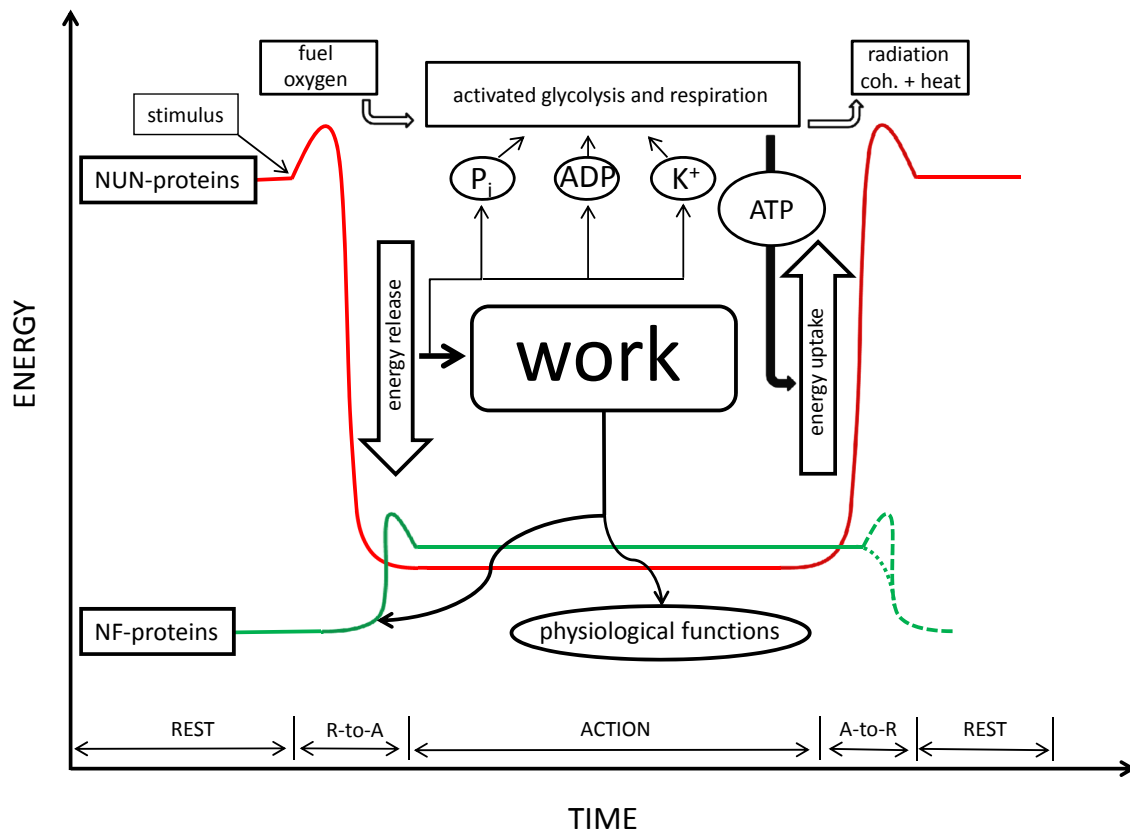 fuel
oxygen
radiation
coh. + heat
activated glycolysis and respiration
stimulus
NUN-proteins
Pi
ADP
K+
ATP
ENERGY
energy release
work
energy uptake
NF-proteins
physiological functions
REST
R-to-A
ACTION
A-to-R
REST
TIME